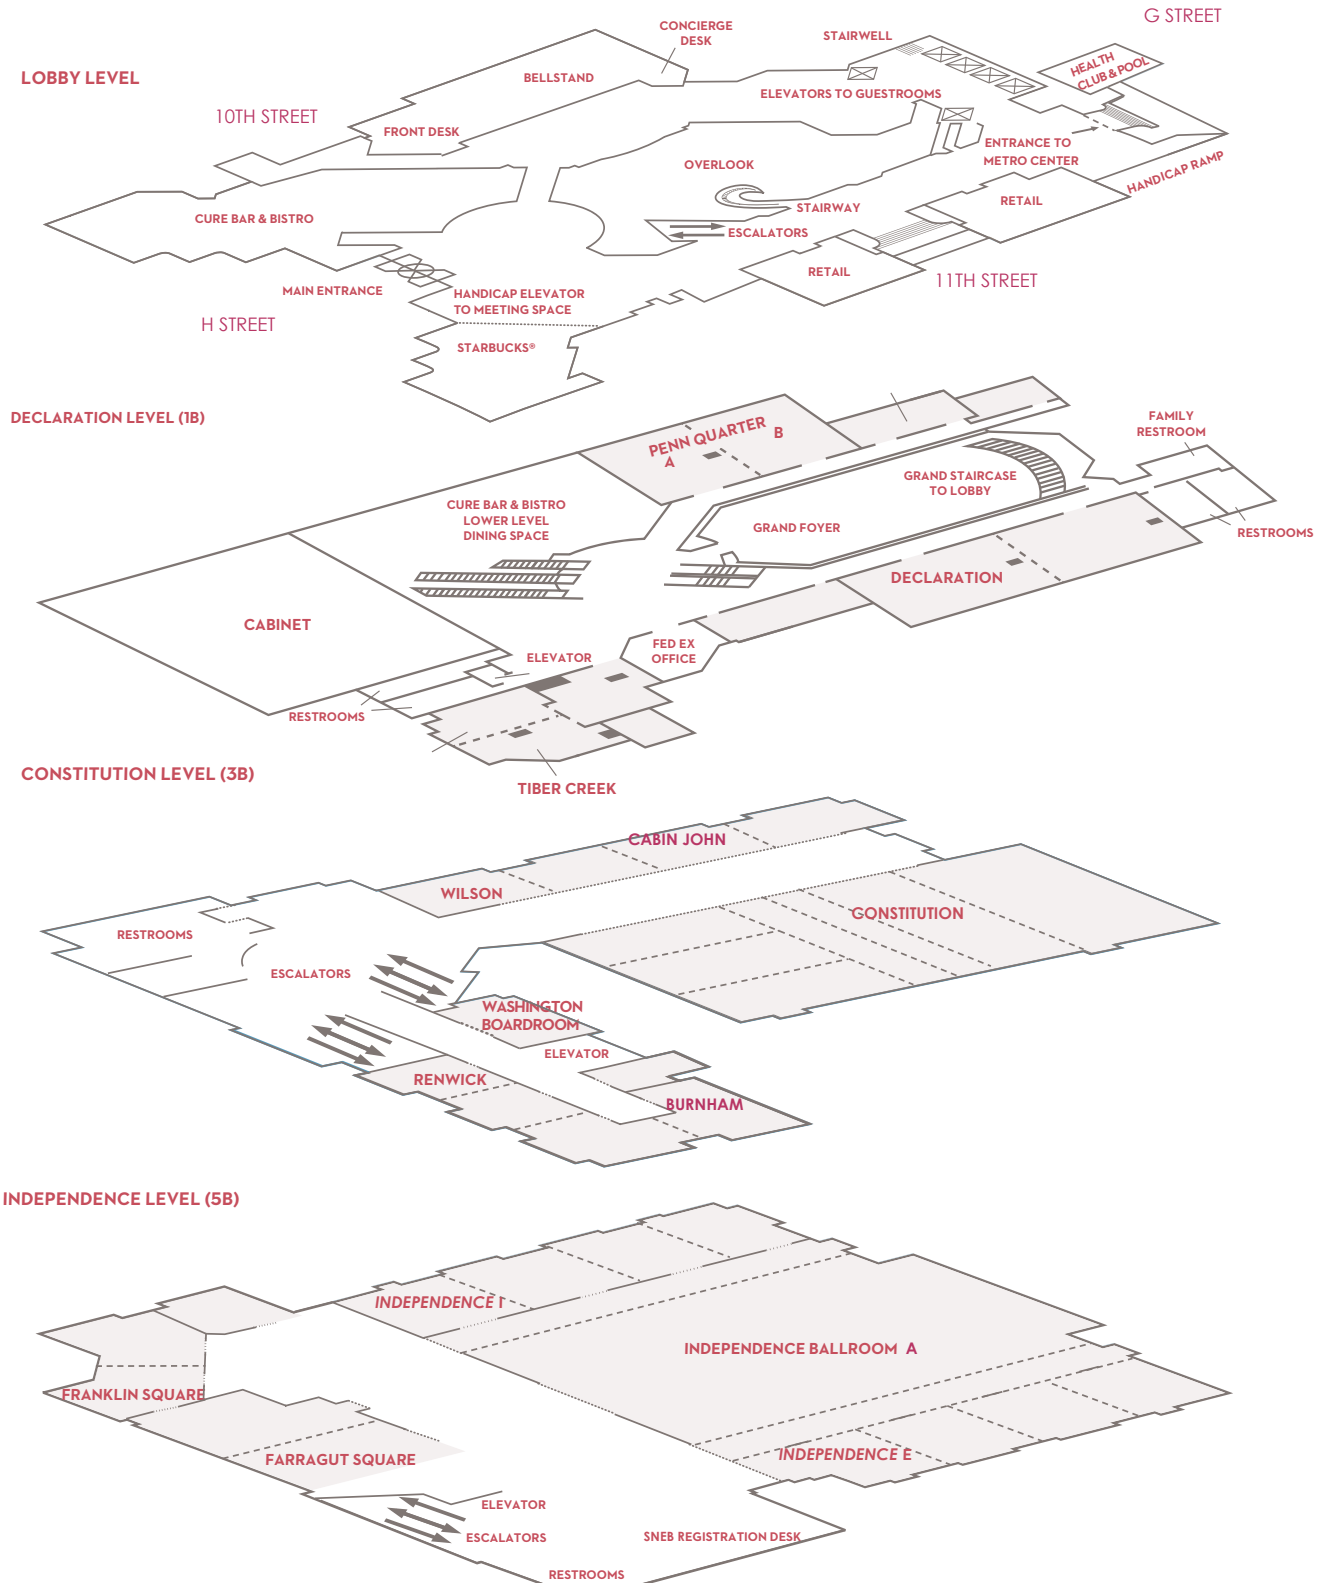 G STREET
CONCIERGE
DESK
STAIRWELL
LOBBY LEVEL
BELLSTAND
HEALTH
CLUB & POOL
ELEVATORS TO GUESTROOMS
10TH STREET
FRONT DESK
ENTRANCE TO
METRO CENTER
OVERLOOK
HANDICAP RAMP
RETAIL
STAIRWAY
CURE BAR & BISTRO
ESCALATORS
RETAIL
11TH STREET
MAIN ENTRANCE
HANDICAP ELEVATOR
TO MEETING SPACE
H STREET
STARBUCKS®
DECLARATION LEVEL (1B)
FAMILY
RESTROOM
PENN QUARTER
A
B
GRAND STAIRCASE
TO LOBBY
CURE BAR & BISTRO
LOWER LEVEL
DINING SPACE
GRAND FOYER
RESTROOMS
DECLARATION
CABINET
FED EX
OFFICE
ELEVATOR
RESTROOMS
TIBER CREEK
CONSTITUTION LEVEL (3B)
CABIN JOHN
WILSON
CONSTITUTION
RESTROOMS
ESCALATORS
WASHINGTON
BOARDROOM
ELEVATOR
RENWICK
BURNHAM
INDEPENDENCE LEVEL (5B)
INDEPENDENCE I
INDEPENDENCE BALLROOM A
FRANKLIN SQUARE
INDEPENDENCE E
FARRAGUT SQUARE
ELEVATOR
ESCALATORS
SNEB REGISTRATION DESK
RESTROOMS